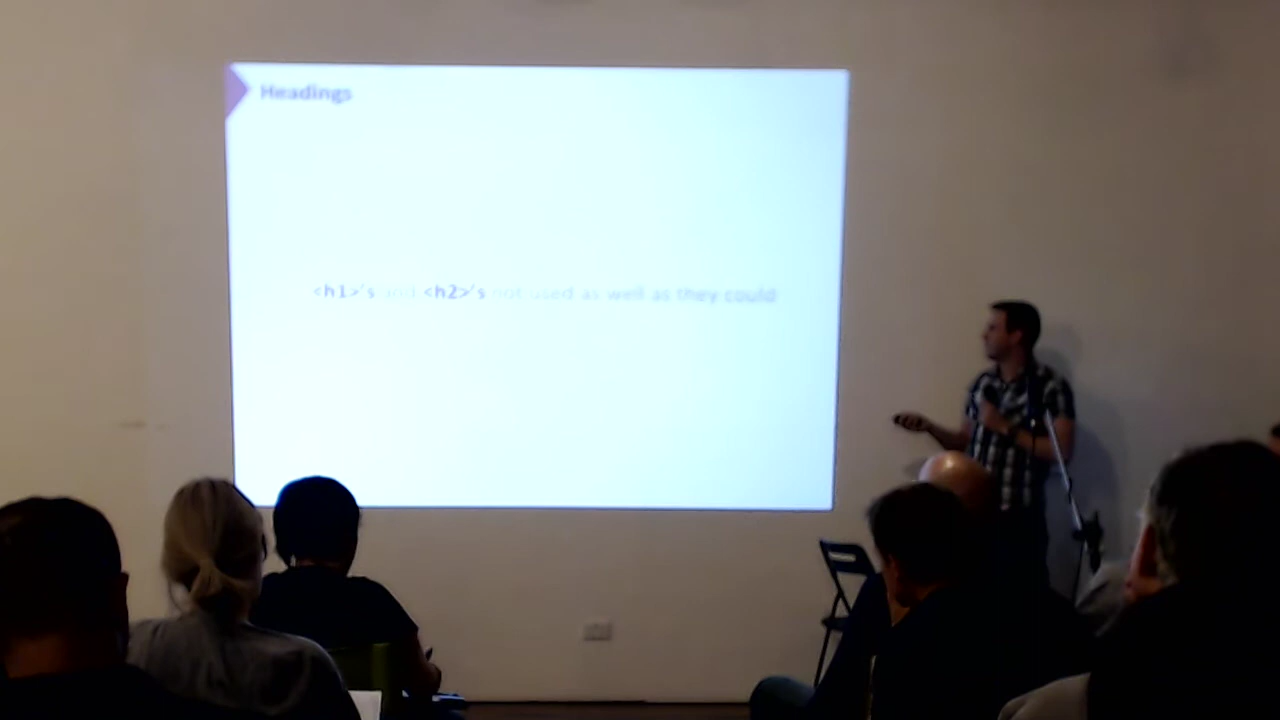 Headings
<h1>'s and <h2>'s not used as well as they could